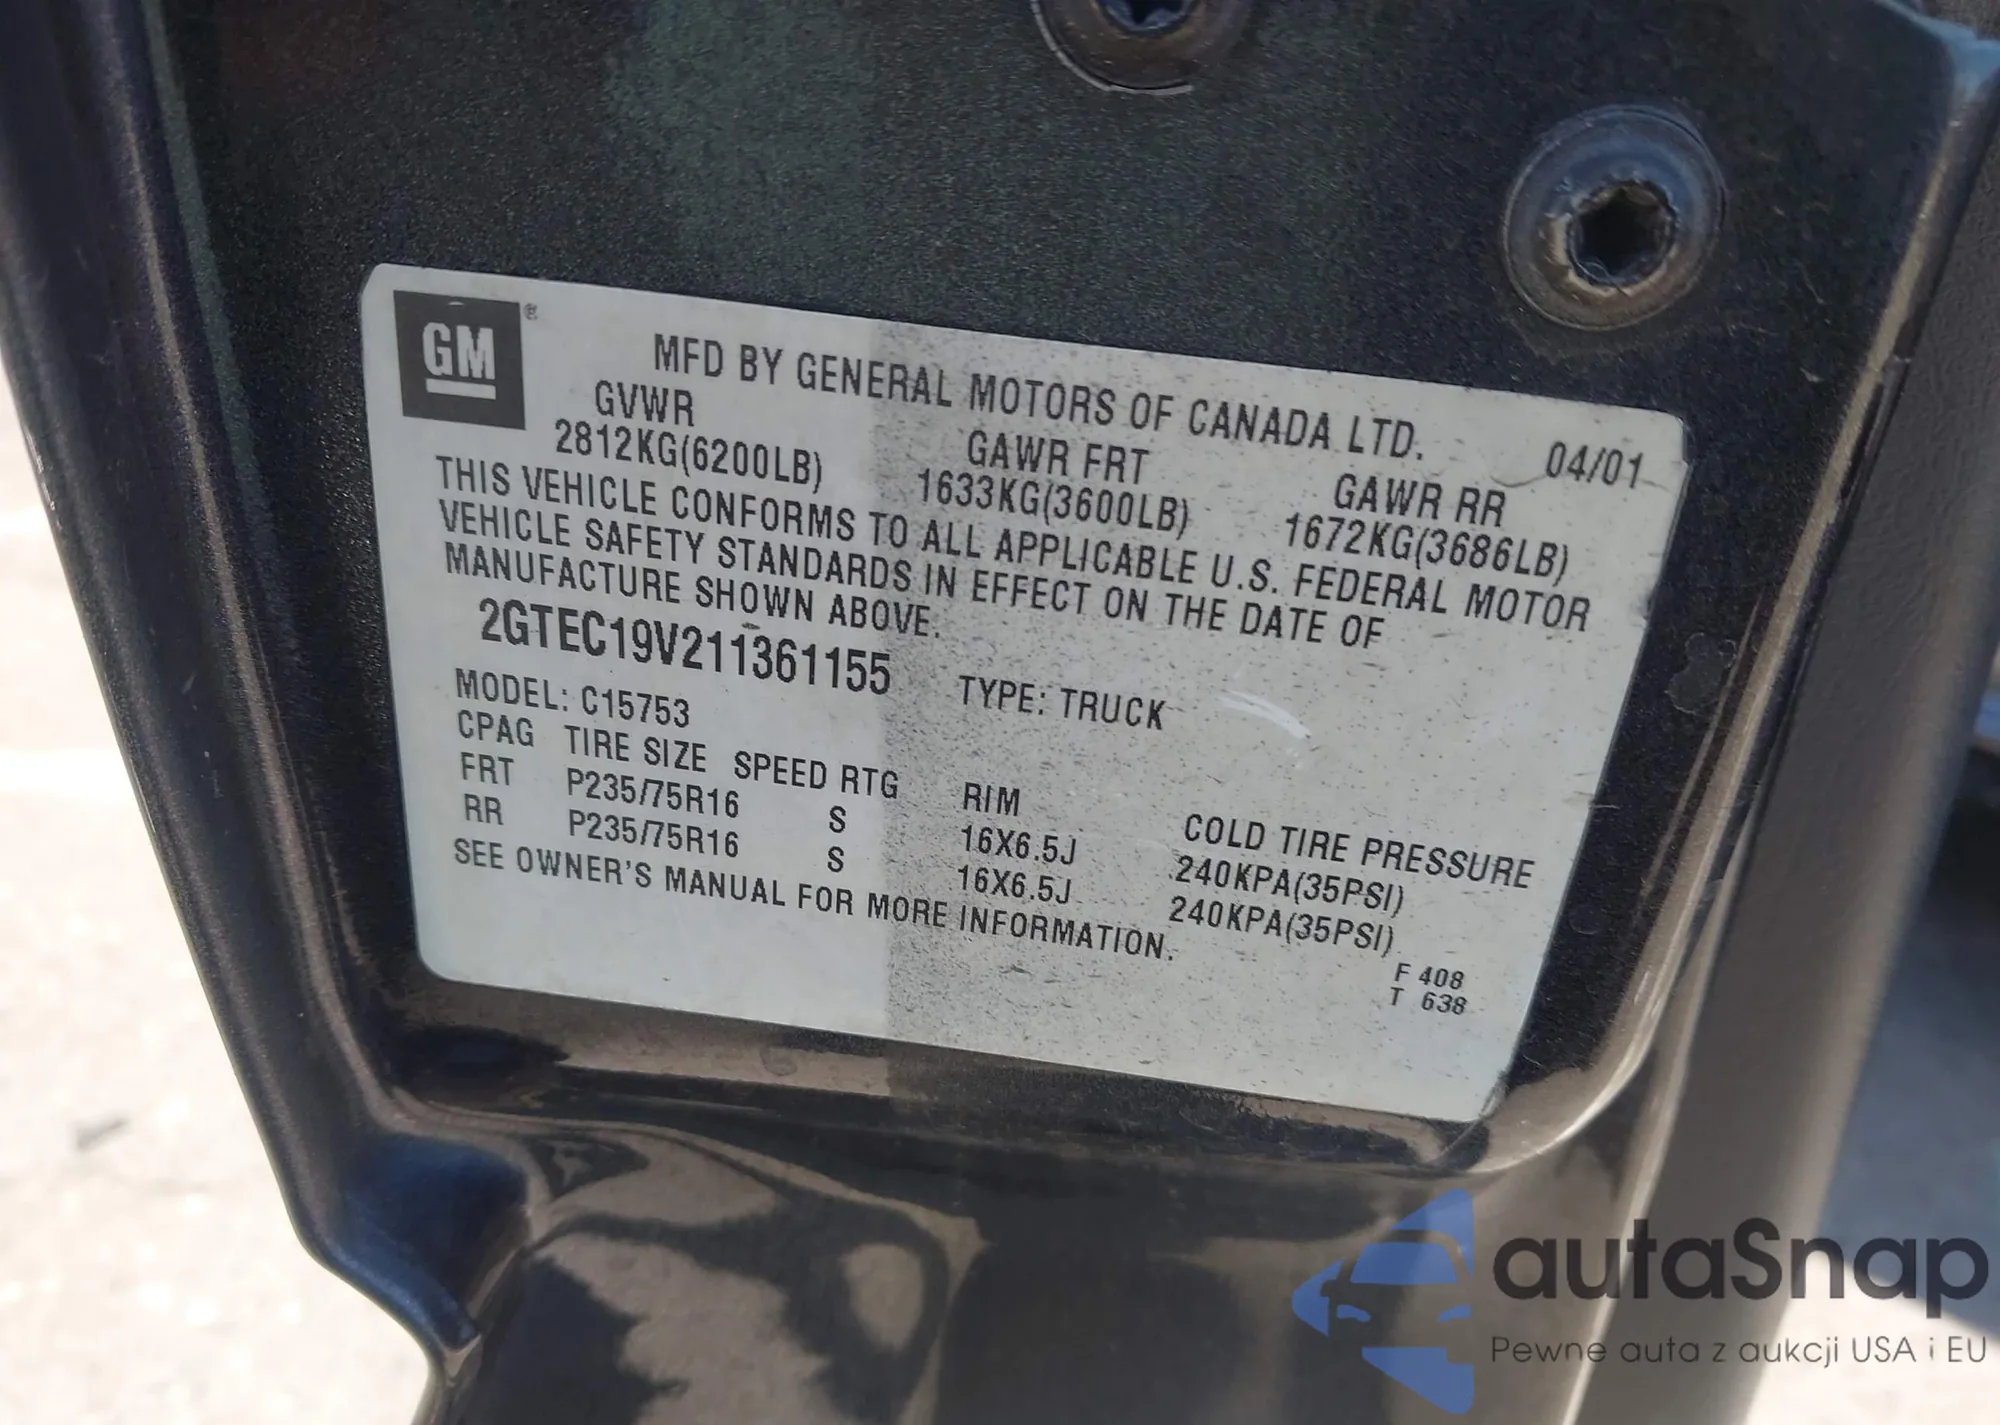 GM ®
MFD BY GENERAL MOTORS OF CANADA LTD.
04/01
GVWR GAWR FRT GAWR RR
2812KG(6200LB) 1633KG(3600LB) 1672KG(3686LB)
THIS VEHICLE CONFORMS TO ALL APPLICABLE U.S. FEDERAL MOTOR
VEHICLE SAFETY STANDARDS IN EFFECT ON THE DATE OF
MANUFACTURE SHOWN ABOVE.
2GTEC19V211361155 TYPE: TRUCK
MODEL: C15753
CPAG TIRE SIZE SPEED RTG RIM COLD TIRE PRESSURE
FRT P235/75R16 S 16X6.5J 240KPA(35PSI)
RR P235/75R16 S 16X6.5J 240KPA(35PSI)
SEE OWNER'S MANUAL FOR MORE INFORMATION.
F 408
T 638
autaSnap
Pewne auta z aukcji USA i EU